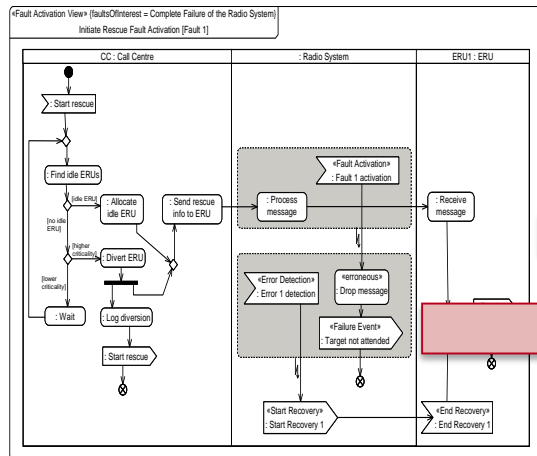 «Fault Activation View» {faultsOfInterest = Complete Failure of the Radio System}
Initiate Rescue Fault Activation [Fault 1]
CC : Call Centre
: Radio System
ERU1 : ERU
: Start rescue
: Find idle ERUs
[idle ERU]
: Allocate
idle ERU
: Send rescue
info to ERU
[no idle
ERU]
[higher
criticality]
: Divert ERU
[lower
criticality]
: Wait
: Log diversion
: Start rescue
«Fault Activation»
: Fault 1 activation
: Process
message
: Receive
message
«Error Detection»
: Error 1 detection
«erroneous»
: Drop message
«Failure Event»
: Target not attended
«Start Recovery»
: Start Recovery 1
«End Recovery»
: End Recovery 1